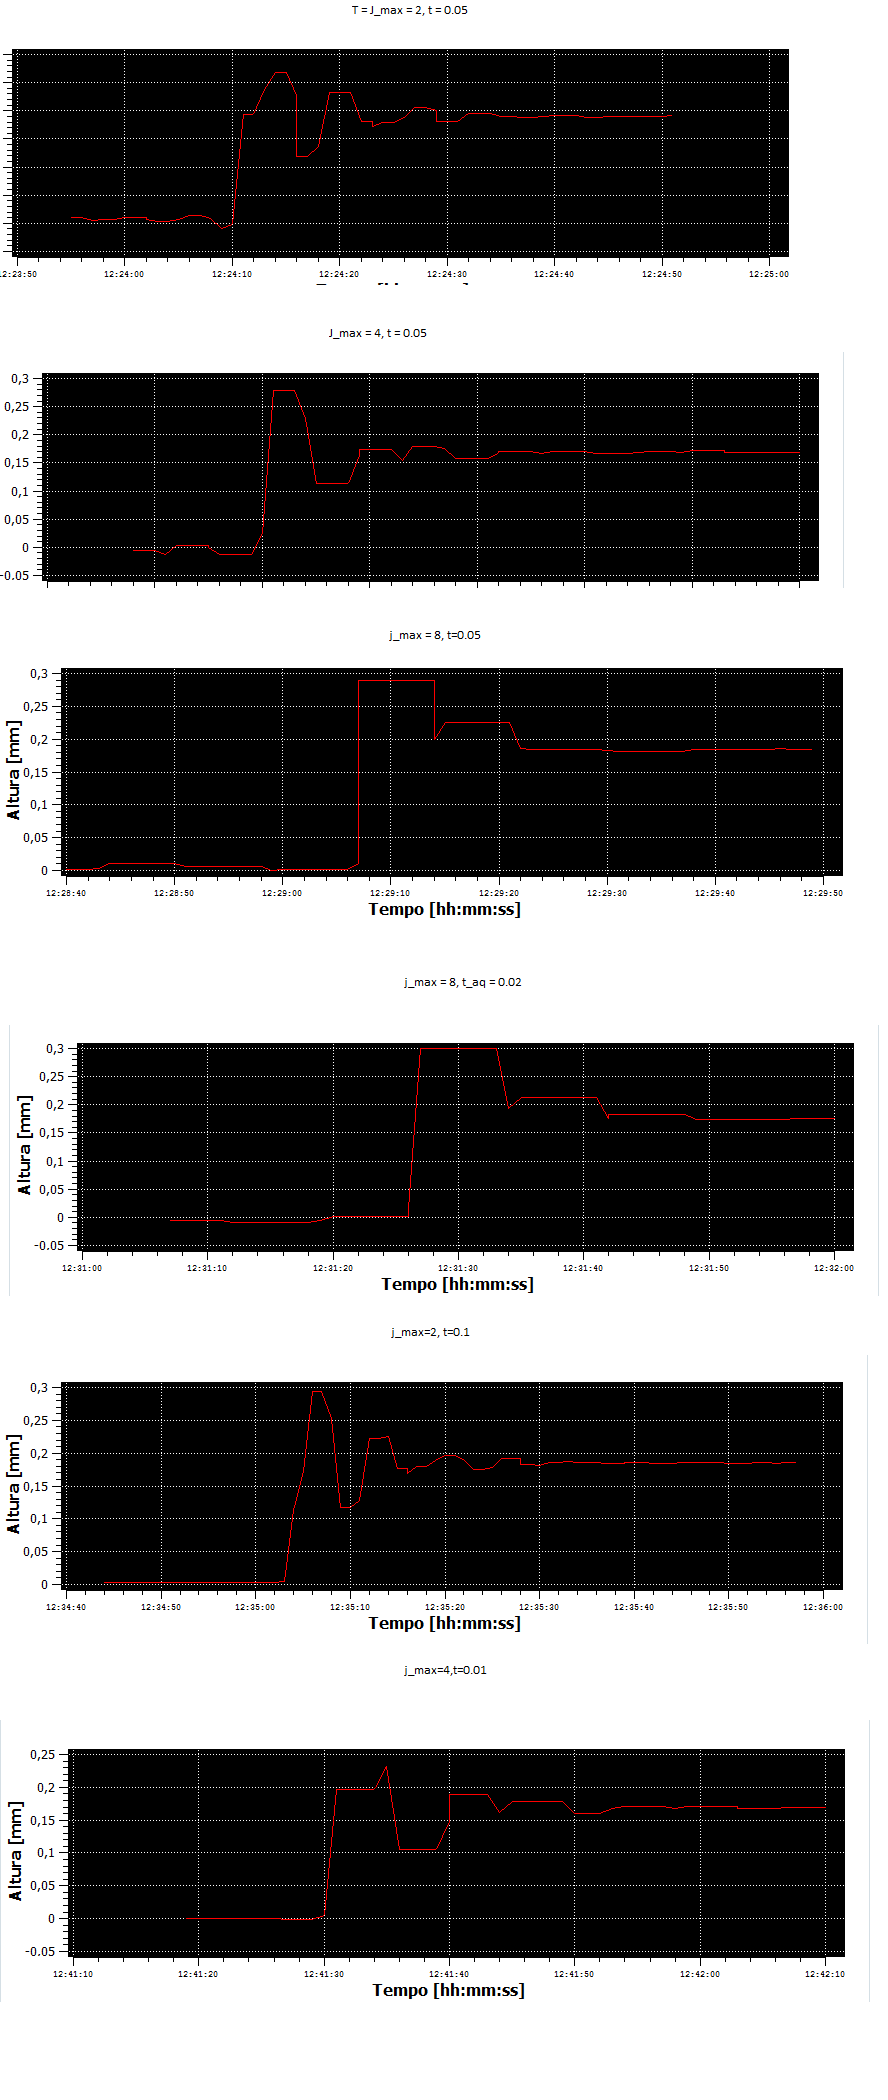 T = J_max = 2, t = 0.05
12:23:50 12:24:00 12:24:10 12:24:20 12:24:30 12:24:40 12:24:50 12:25:00
J_max = 4, t = 0.05
0,3
0,25
0,2
0,15
0,1
0,05
0
-0.05
j_max = 8, t=0.05
0,3
0,25
0,2
0,15
0,1
0,05
0
Altura [mm]
12:28:40 12:28:50 12:29:00 12:29:10 12:29:20 12:29:30 12:29:40 12:29:50
Tempo [hh:mm:ss]
j_max = 8, t_aq = 0.02
0,3
0,25
0,2
0,15
0,1
0,05
0
-0.05
Altura [mm]
12:31:00 12:31:10 12:31:20 12:31:30 12:31:40 12:31:50 12:32:00
Tempo [hh:mm:ss]
j_max=2, t=0.1
0,3
0,25
0,2
0,15
0,1
0,05
0
Altura [mm]
12:34:40 12:34:50 12:35:00 12:35:10 12:35:20 12:35:30 12:35:40 12:35:50 12:36:00
Tempo [hh:mm:ss]
j_max=4,t=0.01
0,25
0,2
0,15
0,1
0,05
0
-0.05
Altura [mm]
12:41:10 12:41:20 12:41:30 12:41:40 12:41:50 12:42:00 12:42:10
Tempo [hh:mm:ss]